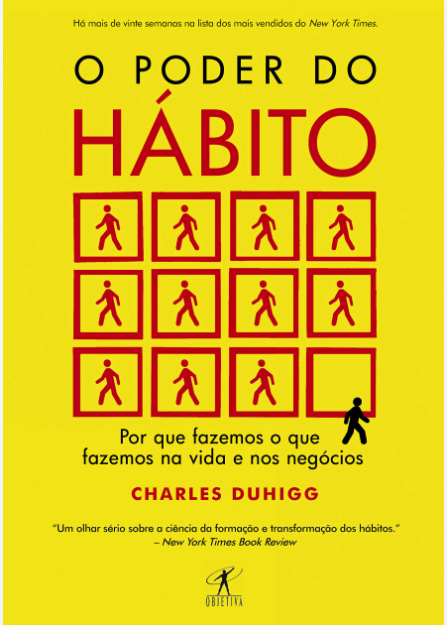 Há mais de vinte semanas na lista dos mais vendidos do New York Times.
O PODER DO
HÁBITO
Por que fazemos o que
fazemos na vida e nos negócios
CHARLES DUHIGG
“Um olhar sério sobre a ciência da formação e transformação dos hábitos.”
– New York Times Book Review
OBJETIVA